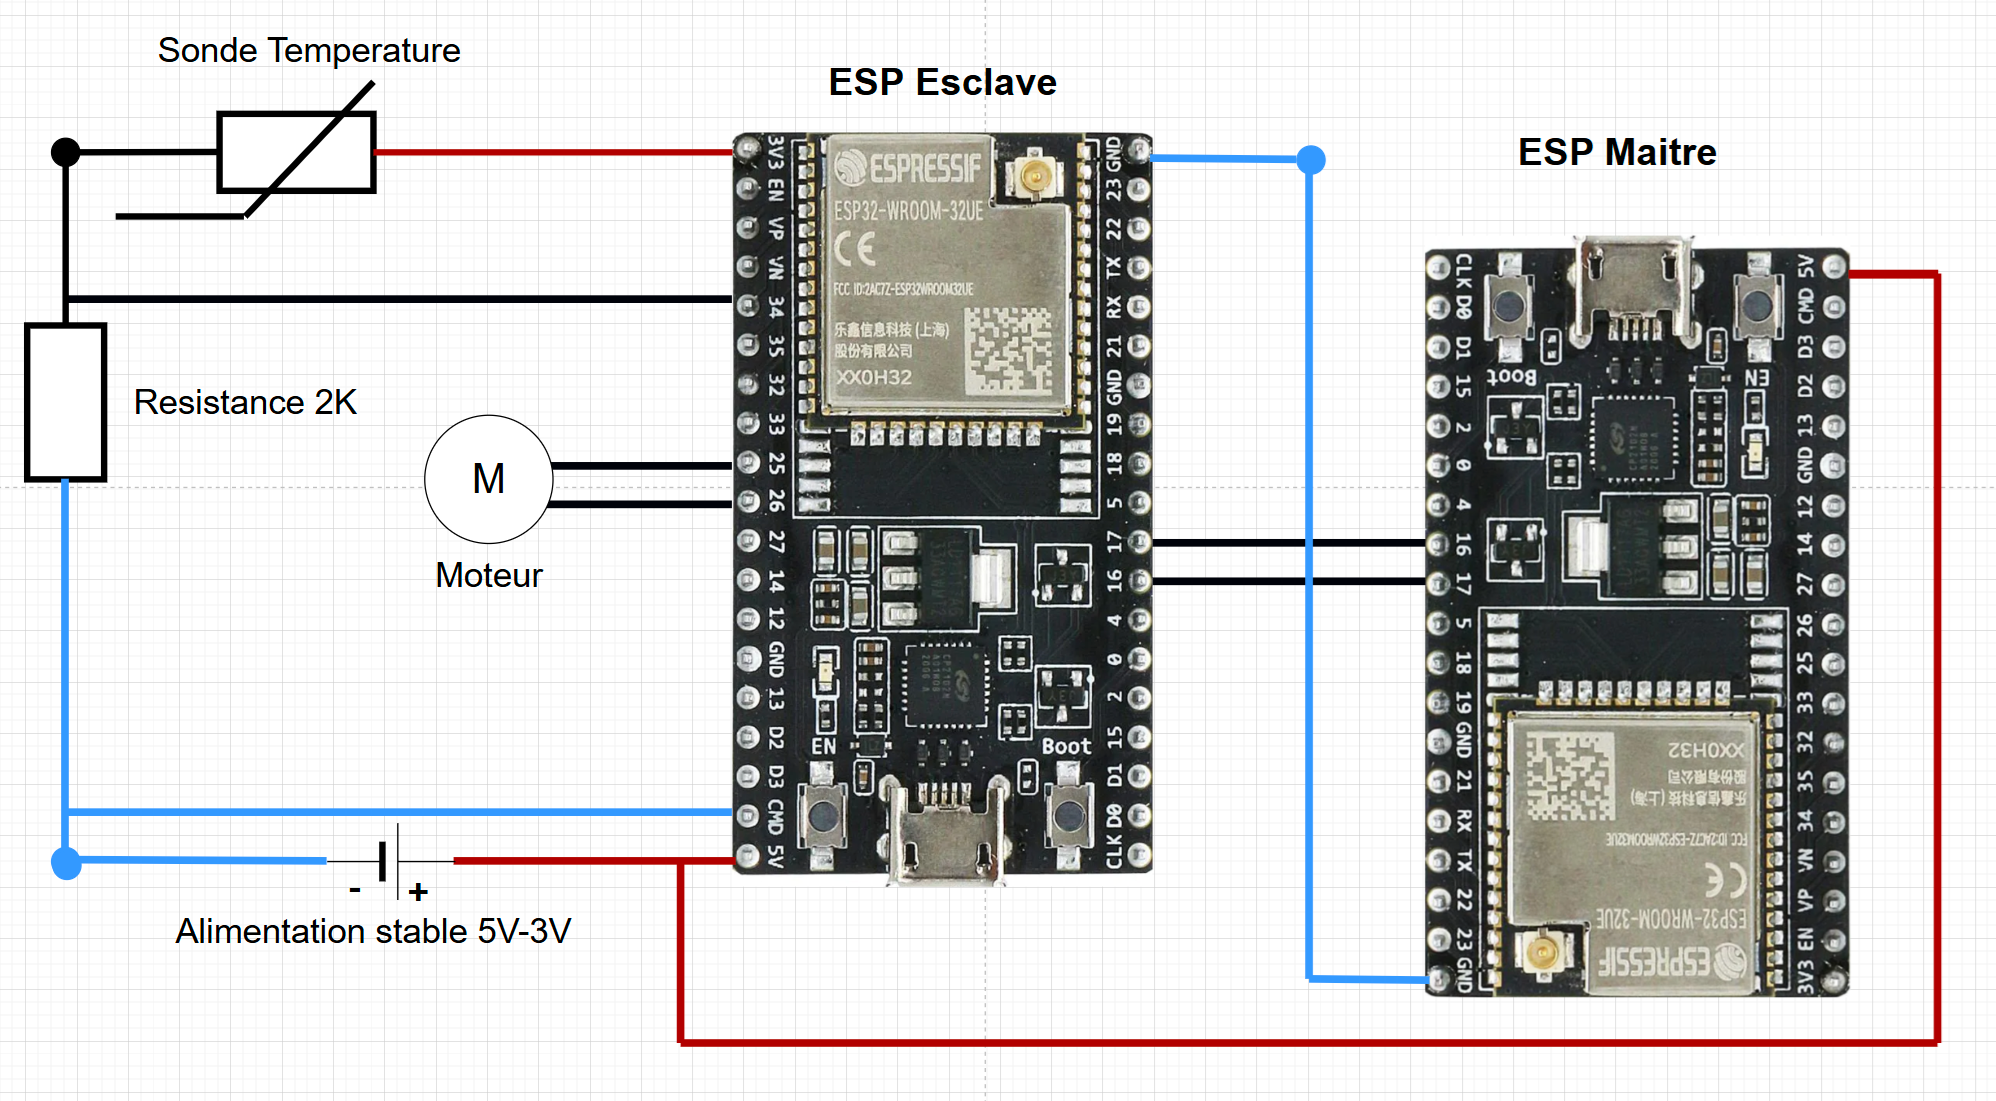 Sonde Temperature
ESP Esclave
ESP Maitre
Resistance 2K
M
Moteur
-
+
Alimentation stable 5V-3V
3V3
EN
VP
VN
34
35
32
33
25
26
27
14
12
GND
13
D2
D3
CMD
5V
ESPRESSIF
ESP32-WROOM-32UE
CE
FCC ID:2AC7Z-ESP32WROOM32UE
乐鑫信息科技(上海)
股份有限公司
XX0H32
EN
Boot
GND
23
22
TX
RX
21
GND
19
18
5
17
16
4
0
2
15
D1
D0
CLK
CLK
D0
D1
15
2
0
4
16
17
5
18
19
GND
21
RX
TX
22
23
GND
Boot
EN
XX0H32
股份有限公司
乐鑫信息科技(上海)
FCC ID:2AC7Z-ESP32WROOM32UE
CE
ESP32-WROOM-32UE
ESPRESSIF
5V
CMD
D3
D2
13
GND
12
14
27
26
25
33
32
35
34
VN
VP
EN
3V3